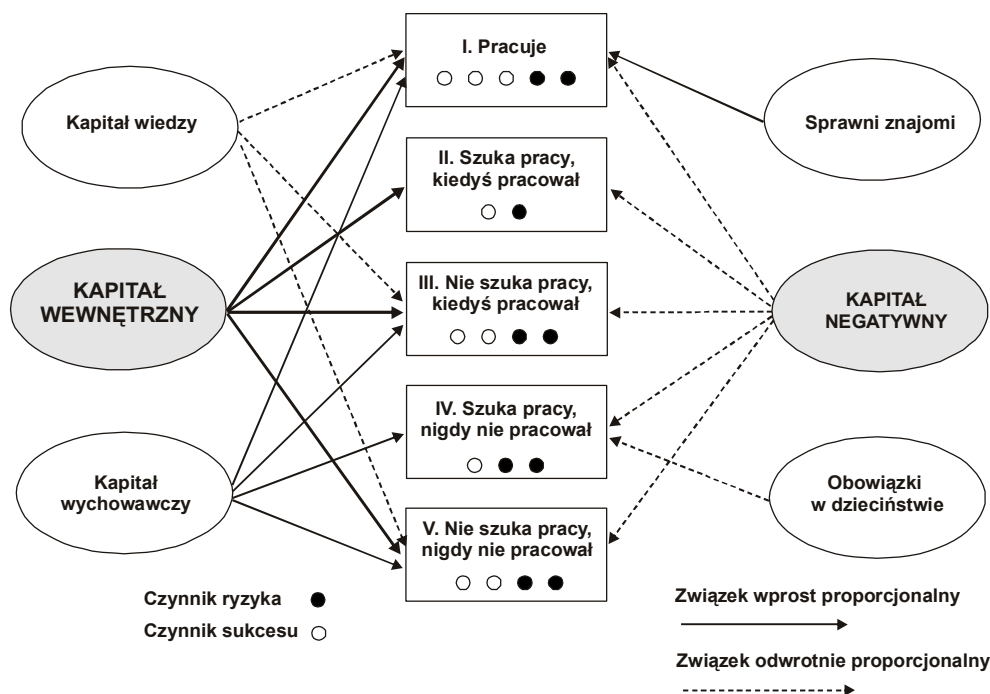 I. Pracuje
Kapitał wiedzy
Sprawni znajomi
II. Szuka pracy,
kiedyś pracował
KAPITAŁ
WEWNĘTRZNY
III. Nie szuka pracy,
kiedyś pracował
KAPITAŁ
NEGATYWNY
IV. Szuka pracy,
nigdy nie pracował
Kapitał
wychowawczy
Obowiązki
w dzieciństwie
V. Nie szuka pracy,
nigdy nie pracował
Czynnik ryzyka
Czynnik sukcesu
Związek wprost proporcjonalny
Związek odwrotnie proporcjonalny